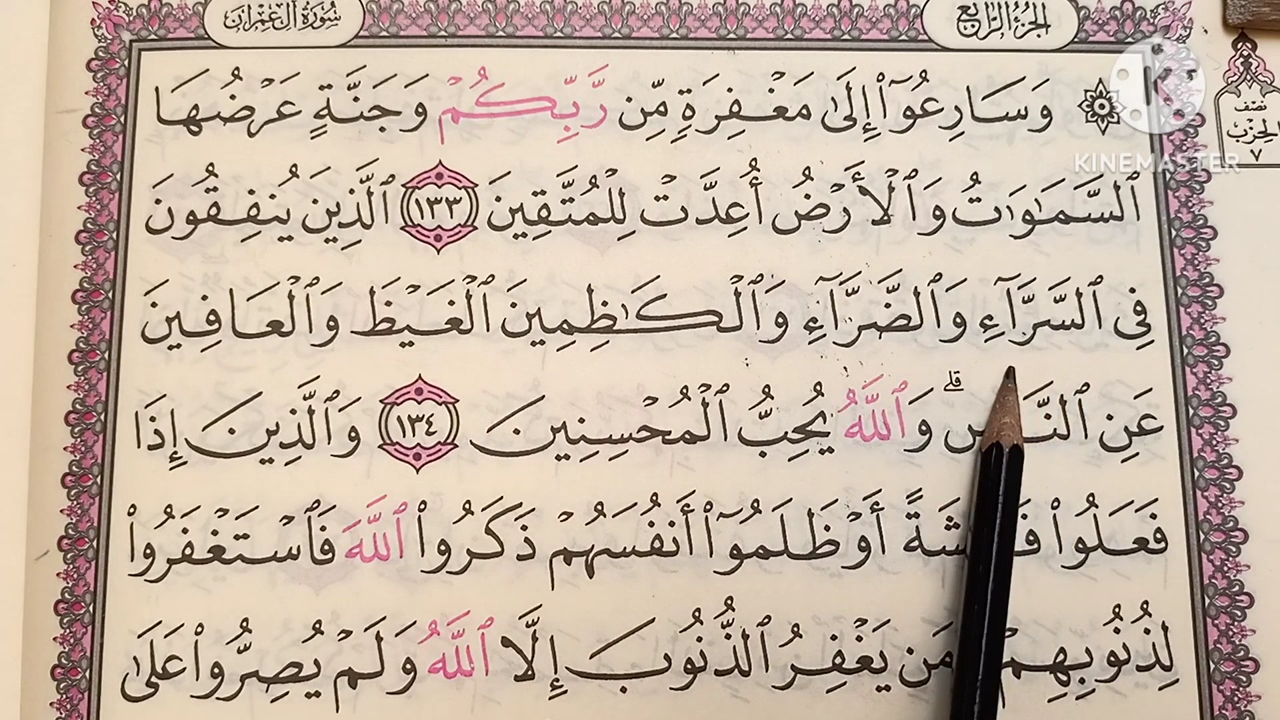 الجزء الرابع
سورة آل عمران
۞ وَسَارِعُوٓا۟ إِلَىٰ مَغْفِرَةٍ مِّن رَّبِّكُمْ وَجَنَّةٍ عَرْضُهَا
ٱلسَّمَـٰوَٰتُ وَٱلْأَرْضُ أُعِدَّتْ لِلْمُتَّقِينَ ١٣٣ ٱلَّذِينَ يُنفِقُونَ
فِى ٱلسَّرَّآءِ وَٱلضَّرَّآءِ وَٱلْكَـٰظِمِينَ ٱلْغَيْظَ وَٱلْعَافِينَ
عَنِ ٱلنَّاسِ ۗ وَٱللَّهُ يُحِبُّ ٱلْمُحْسِنِينَ ١٣٤ وَٱلَّذِينَ إِذَا
فَعَلُوا۟ أَوْ ظَلَمُوٓا۟ أَنفُسَهُمْ ذَكَرُوا۟ ٱللَّهَ فَٱسْتَغْفَرُوا۟
لِذُنُوبِهِمْ وَمَن يَغْفِرُ ٱلذُّنُوبَ إِلَّا ٱللَّهُ وَلَمْ يُصِرُّوا۟ عَلَىٰ
نصف
الحزب
٧
KINEMASTER